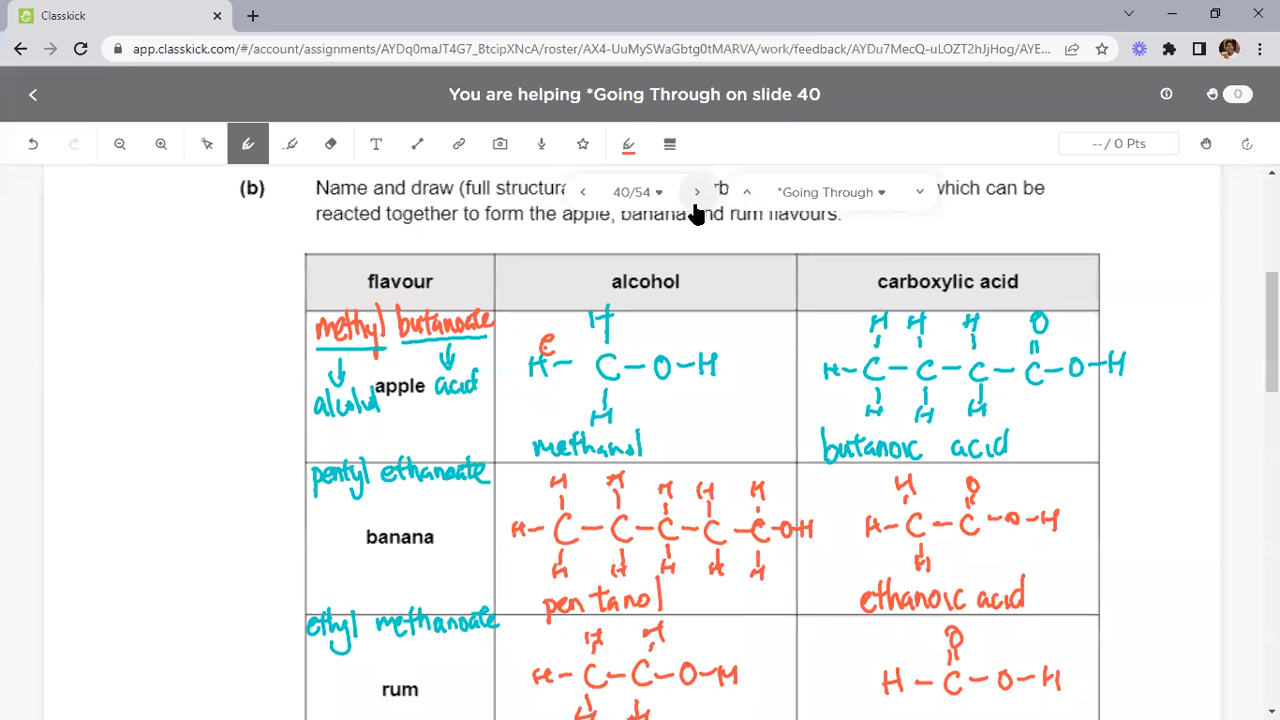 Classkick
app.classkick.com/#/account/assignments/AYDq0maJT4G7_BtcipXNcA/roster/AX4-UuMySWaGbtg0tMARVA/work/feedback/AYDu7MecQ-uLOZT2hJjHog/AYE...
You are helping *Going Through on slide 40
0
T
-- / 0 Pts
40/54
*Going Through
(b) Name and draw (full structura which can be
reacted together to form the apple, banana nd rum flavours.
flavour alcohol carboxylic acid
methyl butanoate
alcohol apple acid
H
H - C - O - H
H
methanol
H H H O
H - C - C - C - C - O - H
H H H
butanoic acid
pentyl ethanoate
banana
H H H H H
H - C - C - C - C - C - O H
H H H H H
pentanol
H O
H - C - C - O - H
H
ethanoic acid
ethyl methanoate
rum
H H
H - C - C - O - H
H H
O
H - C - O - H